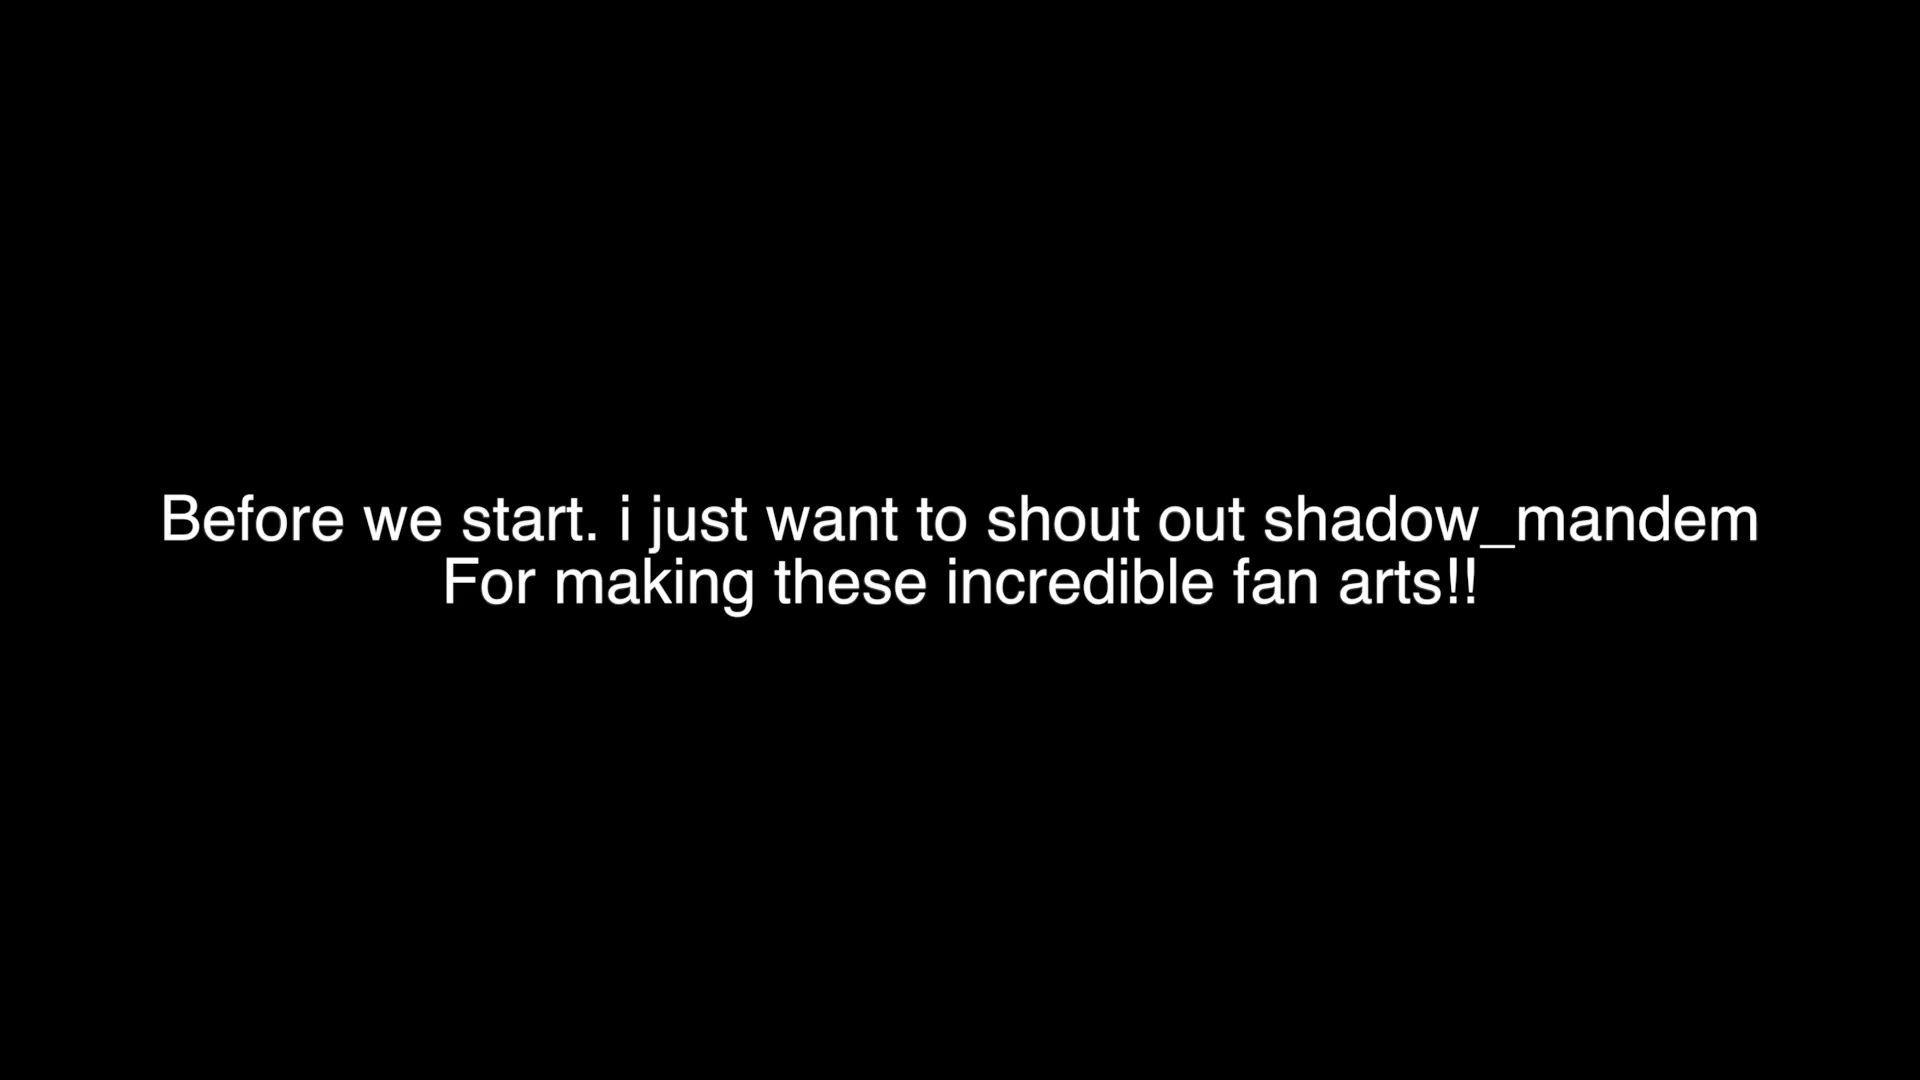 Before we start. i just want to shout out shadow_mandem
For making these incredible fan arts!!